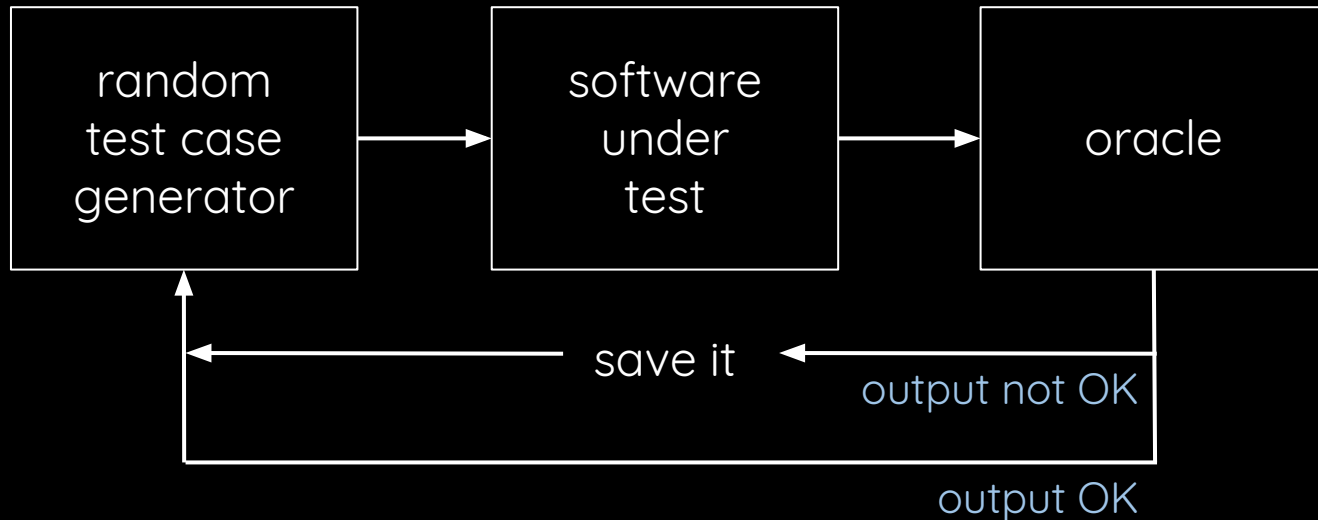 random
test case
generator
software
under
test
oracle
save it
output not OK
output OK